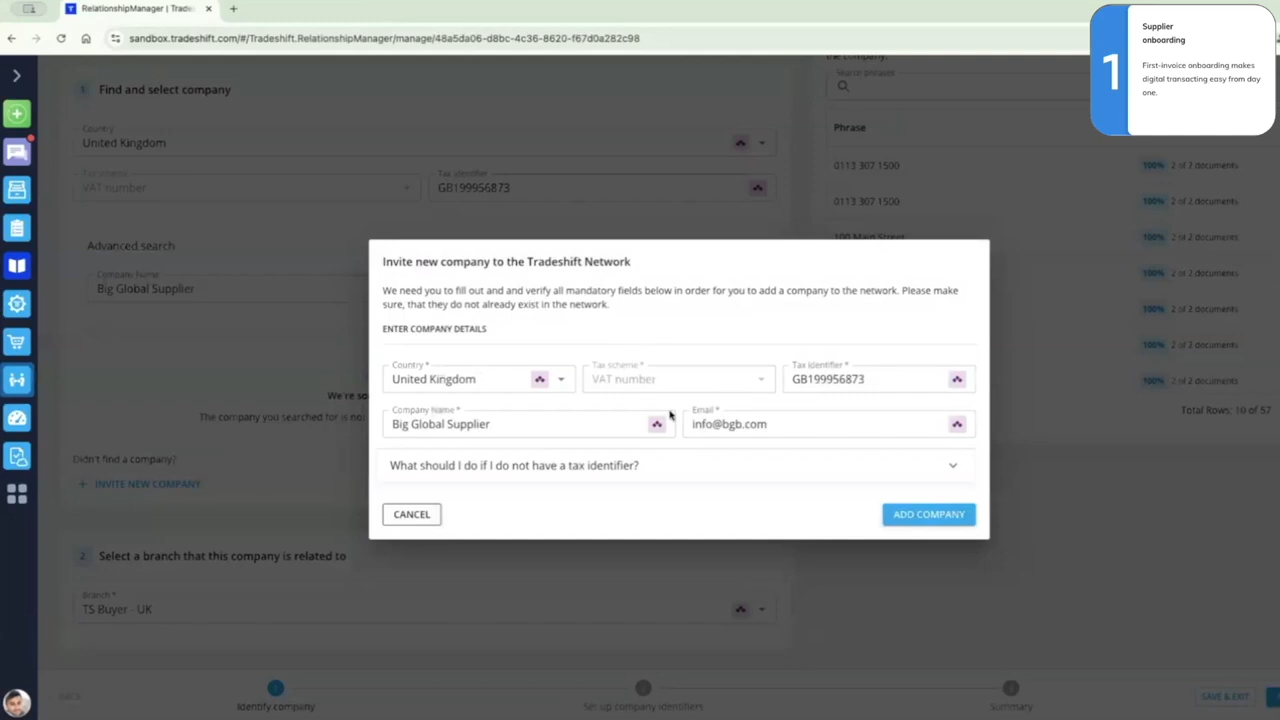 RelationshipManager | Trades
sandbox.tradeshift.com/#/Tradeshift.RelationshipManager/manage/48a5da06-d8bc-4c36-8620-f67d0a282c98
1
Supplier
onboarding
First-invoice onboarding makes
digital transacting easy from day
one.
1 Find and select company
Country
United Kingdom
Tax scheme
VAT number
Tax identifier
GB199956873
Advanced search
Company Name
Big Global Supplier
We're so
The company you searched for is not
Didn't find a company?
+ INVITE NEW COMPANY
2 Select a branch that this company is related to
Branch *
TS Buyer - UK
the company.
Search phrases
Phrase
0113 307 1500 100% 2 of 2 documents
0113 307 1500 100% 2 of 2 documents
100 Main Street 100% 2 of 2 documents
100% 2 of 2 documents
100% 2 of 2 documents
100% 2 of 2 documents
100% 2 of 2 documents
Total Rows: 10 of 57
Invite new company to the Tradeshift Network
We need you to fill out and and verify all mandatory fields below in order for you to add a company to the network. Please make
sure, that they do not already exist in the network.
ENTER COMPANY DETAILS
Country *
United Kingdom
Tax scheme *
VAT number
Tax identifier *
GB199956873
Company Name *
Big Global Supplier
Email *
info@bgb.com
What should I do if I do not have a tax identifier?
CANCEL
ADD COMPANY
BACK
1
Identify company
2
Set up company identifiers
3
Summary
SAVE & EXIT